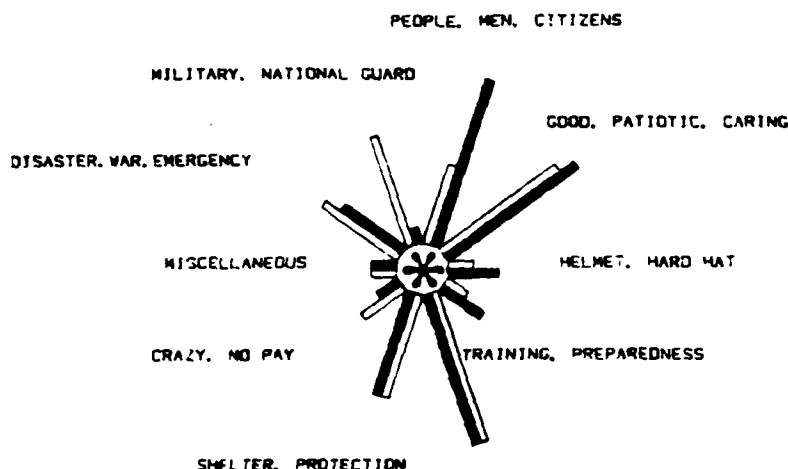 PEOPLE, MEN, CITIZENS
MILITARY, NATIONAL GUARD
GOOD, PATIOTIC, CARING
DISASTER, WAR, EMERGENCY
MISCELLANEOUS
HELMET, HARD HAT
CRAZY, NO PAY
TRAINING, PREPAREDNESS
SHELTER, PROTECTION